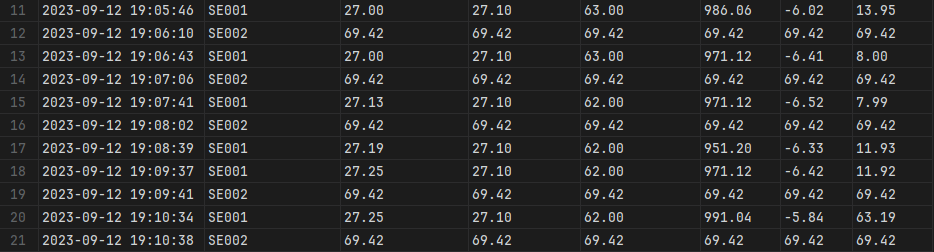 11 2023-09-12 19:05:46 SE001 27.00 27.10 63.00 986.06 -6.02 13.95
12 2023-09-12 19:06:10 SE002 69.42 69.42 69.42 69.42 69.42 69.42
13 2023-09-12 19:06:43 SE001 27.00 27.10 63.00 971.12 -6.41 8.00
14 2023-09-12 19:07:06 SE002 69.42 69.42 69.42 69.42 69.42 69.42
15 2023-09-12 19:07:41 SE001 27.13 27.10 62.00 971.12 -6.52 7.99
16 2023-09-12 19:08:02 SE002 69.42 69.42 69.42 69.42 69.42 69.42
17 2023-09-12 19:08:39 SE001 27.19 27.10 62.00 951.20 -6.33 11.93
18 2023-09-12 19:09:37 SE001 27.25 27.10 62.00 971.12 -6.42 11.92
19 2023-09-12 19:09:41 SE002 69.42 69.42 69.42 69.42 69.42 69.42
20 2023-09-12 19:10:34 SE001 27.25 27.10 62.00 991.04 -5.84 63.19
21 2023-09-12 19:10:38 SE002 69.42 69.42 69.42 69.42 69.42 69.42